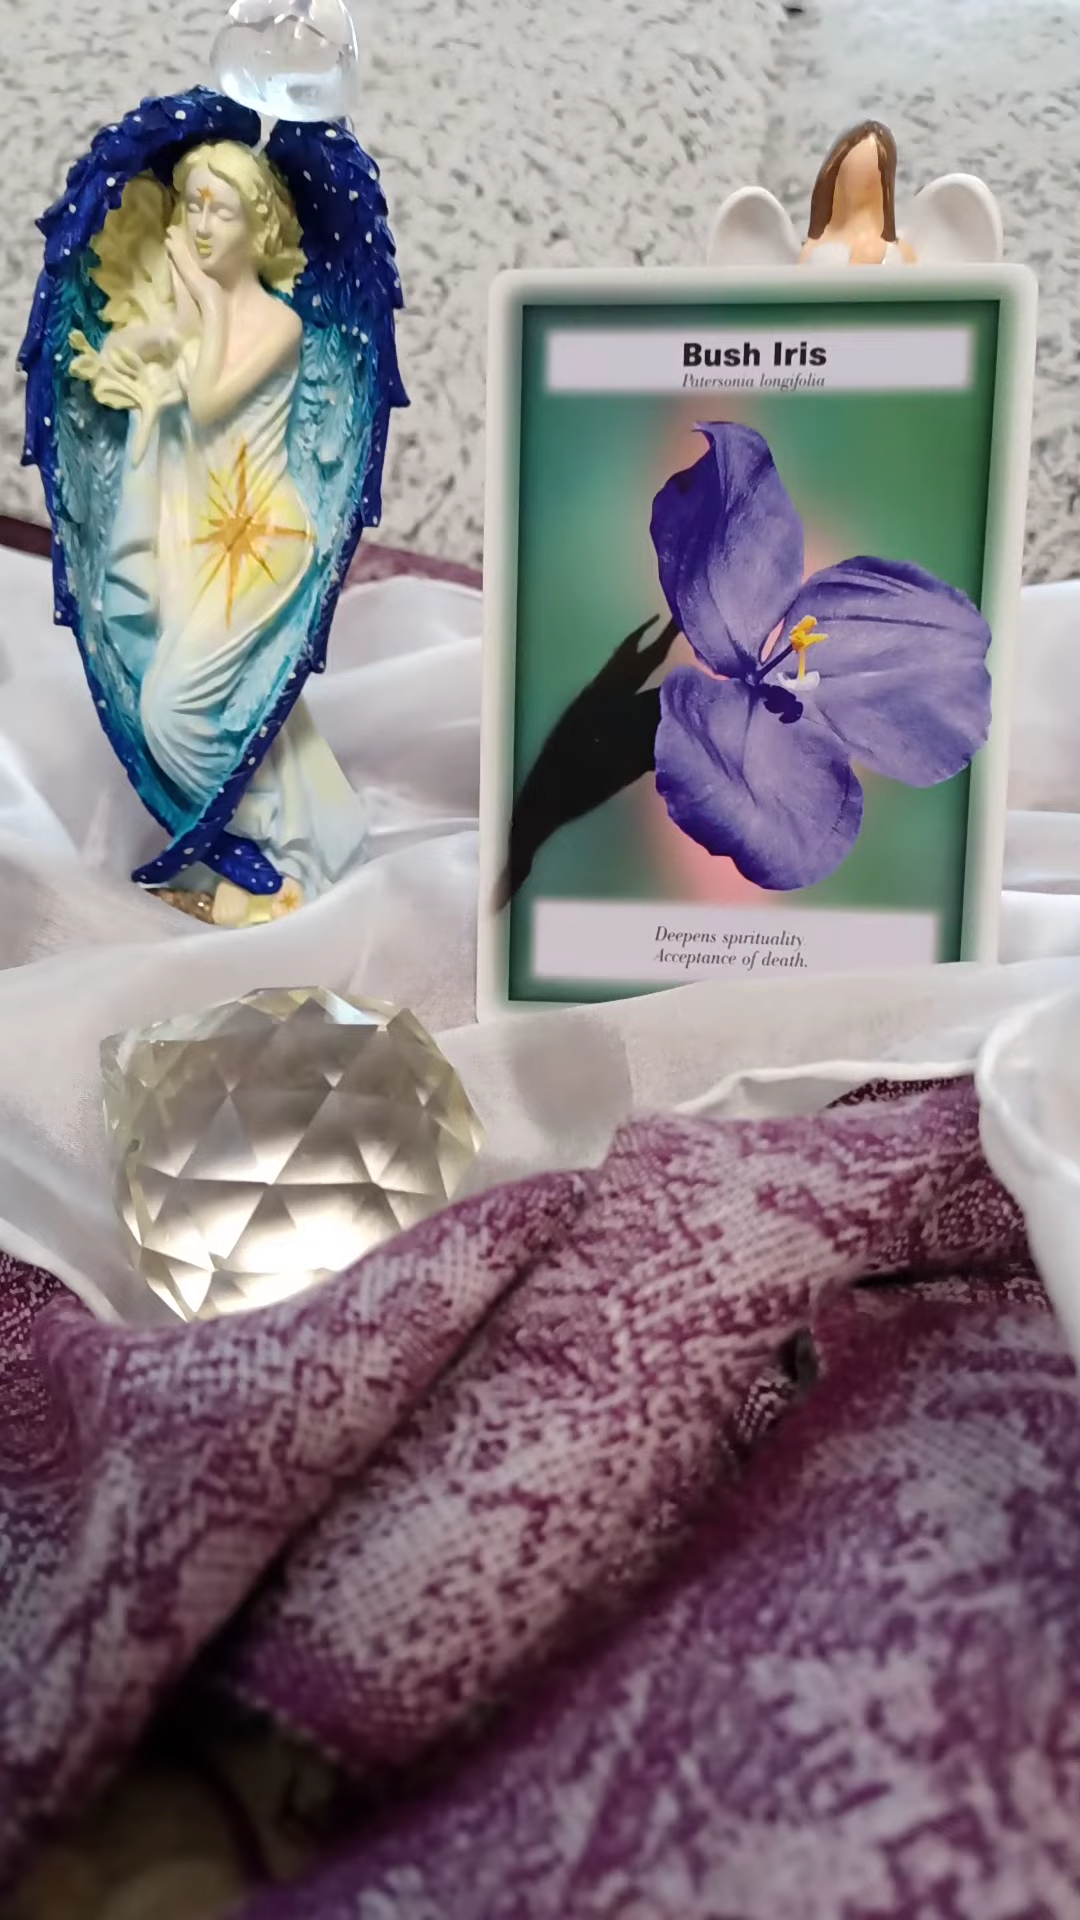 Bush Iris
Patersonia longifolia
Deepens spirituality
Acceptance of death.